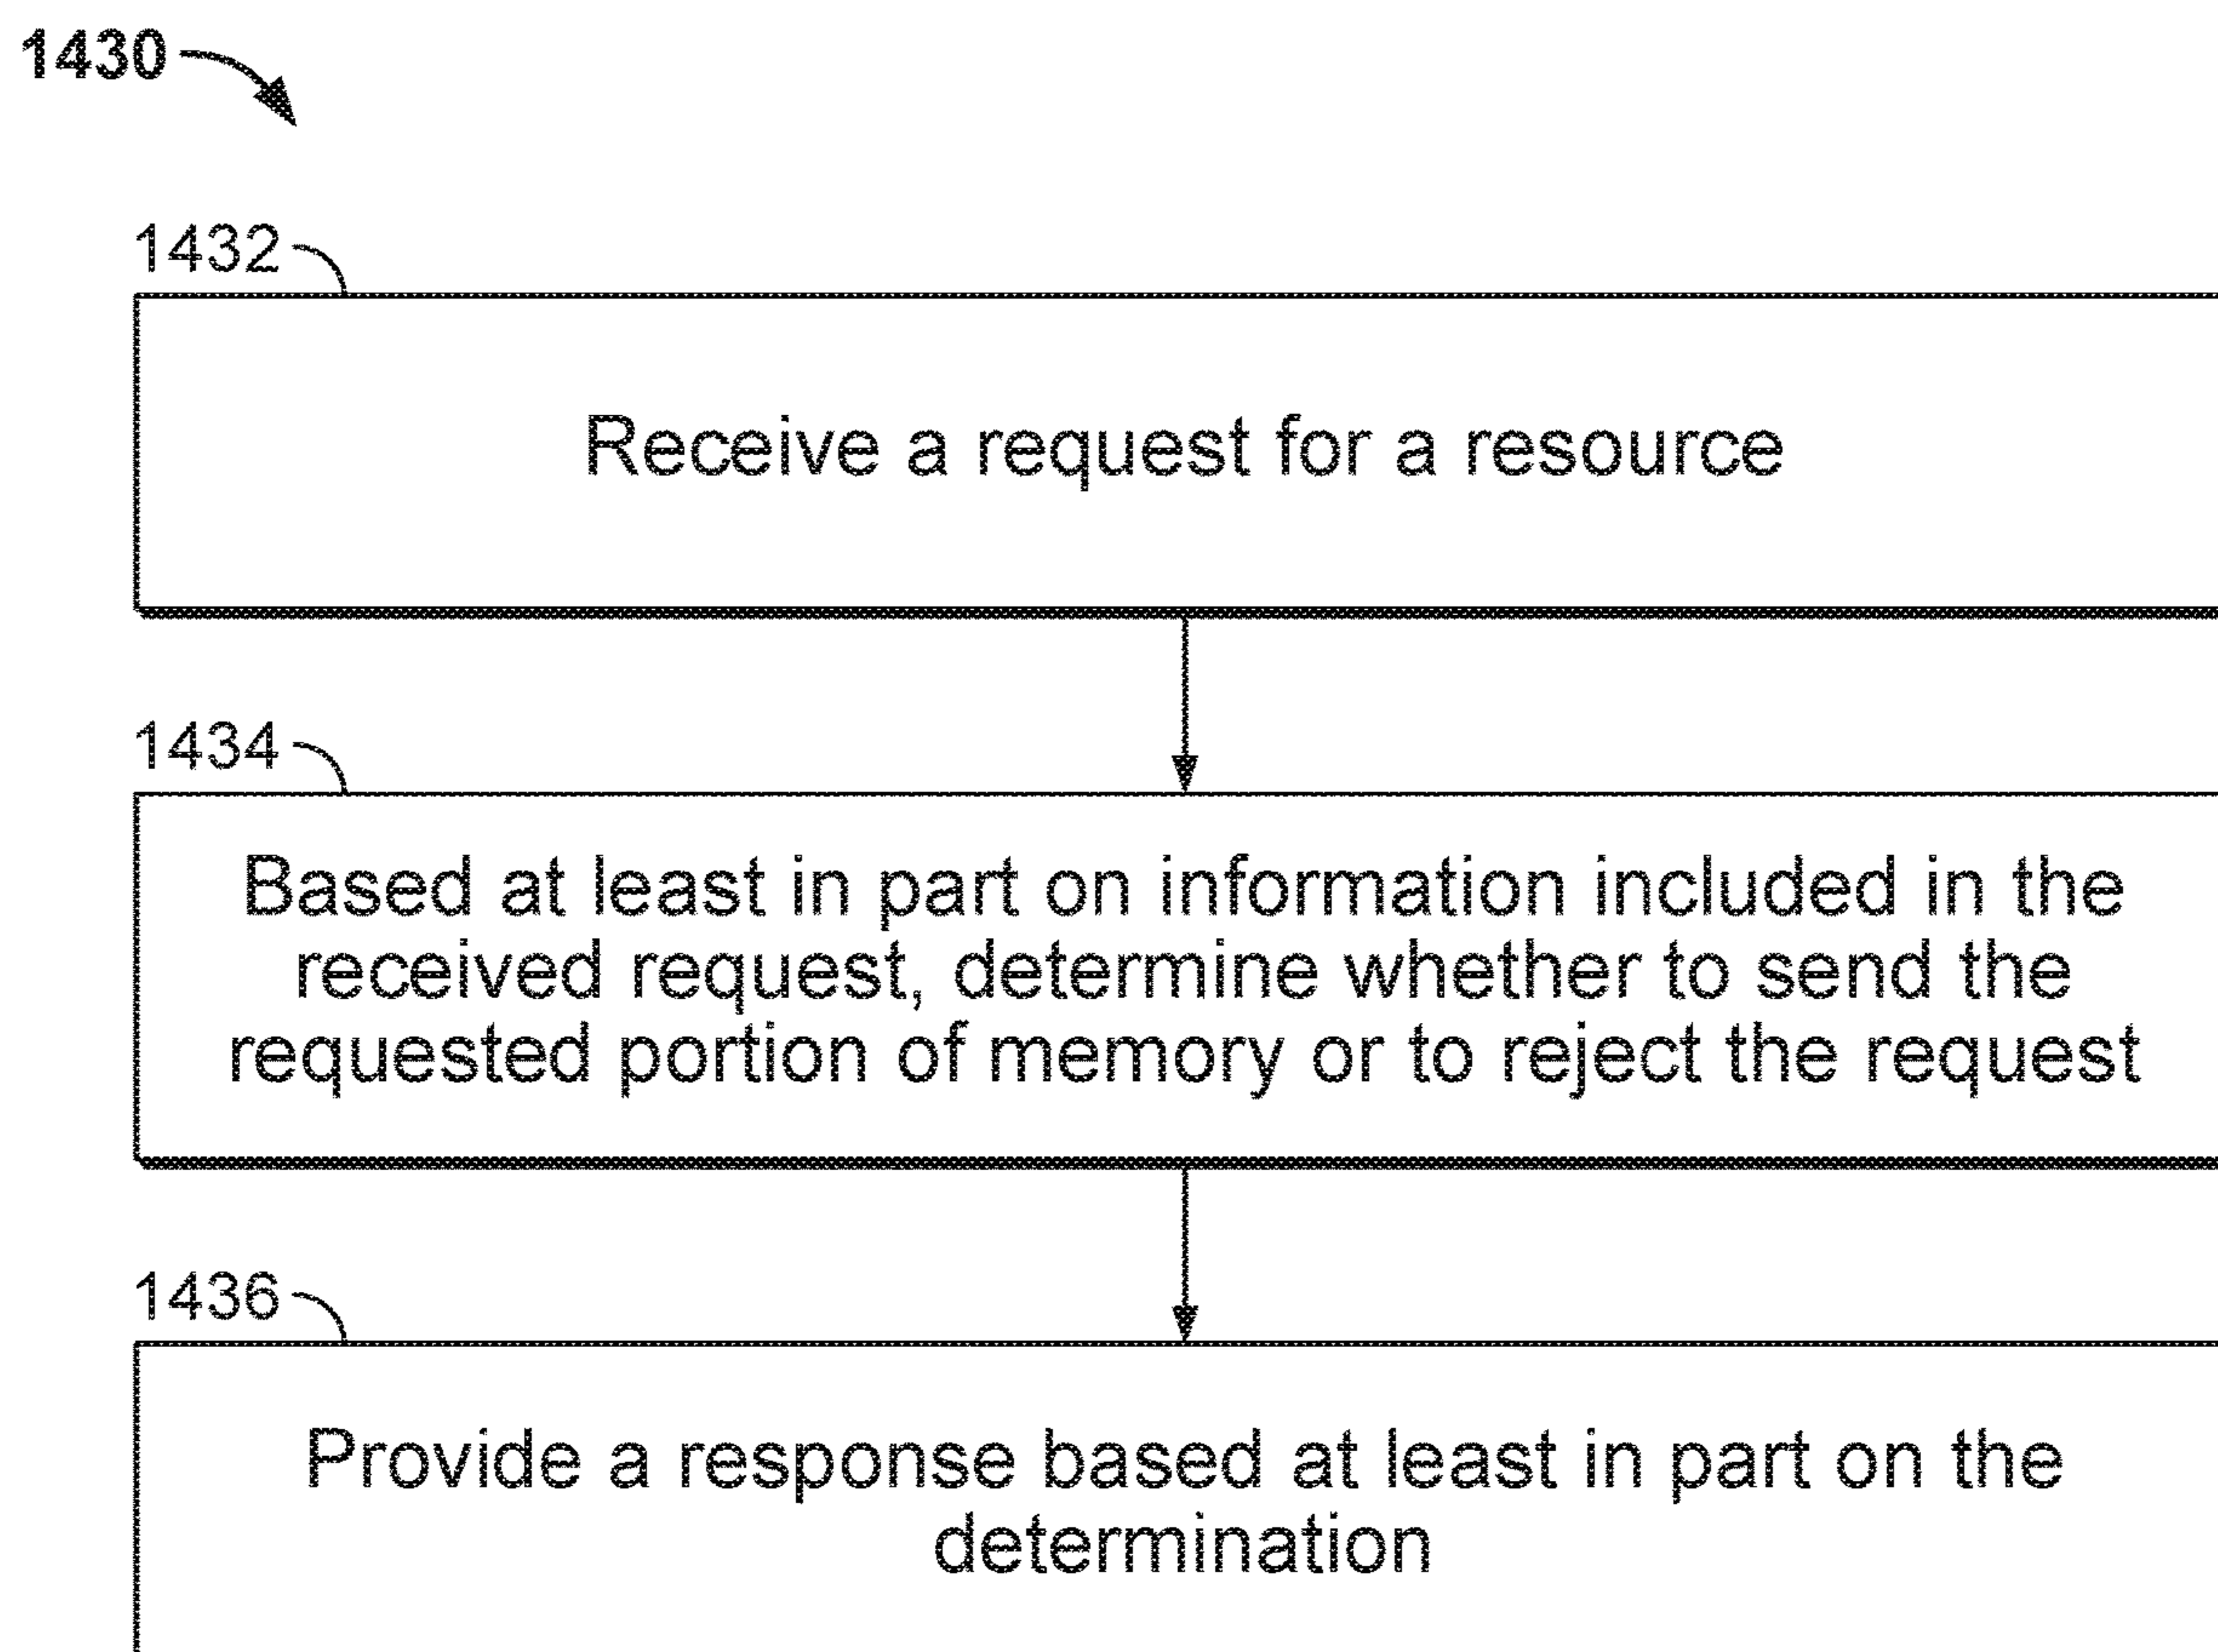 1430
1432
Receive a request for a resource
1434
Based at least in part on information included in the
received request, determine whether to send the
requested portion of memory or to reject the request
1436
Provide a response based at least in part on the
determination